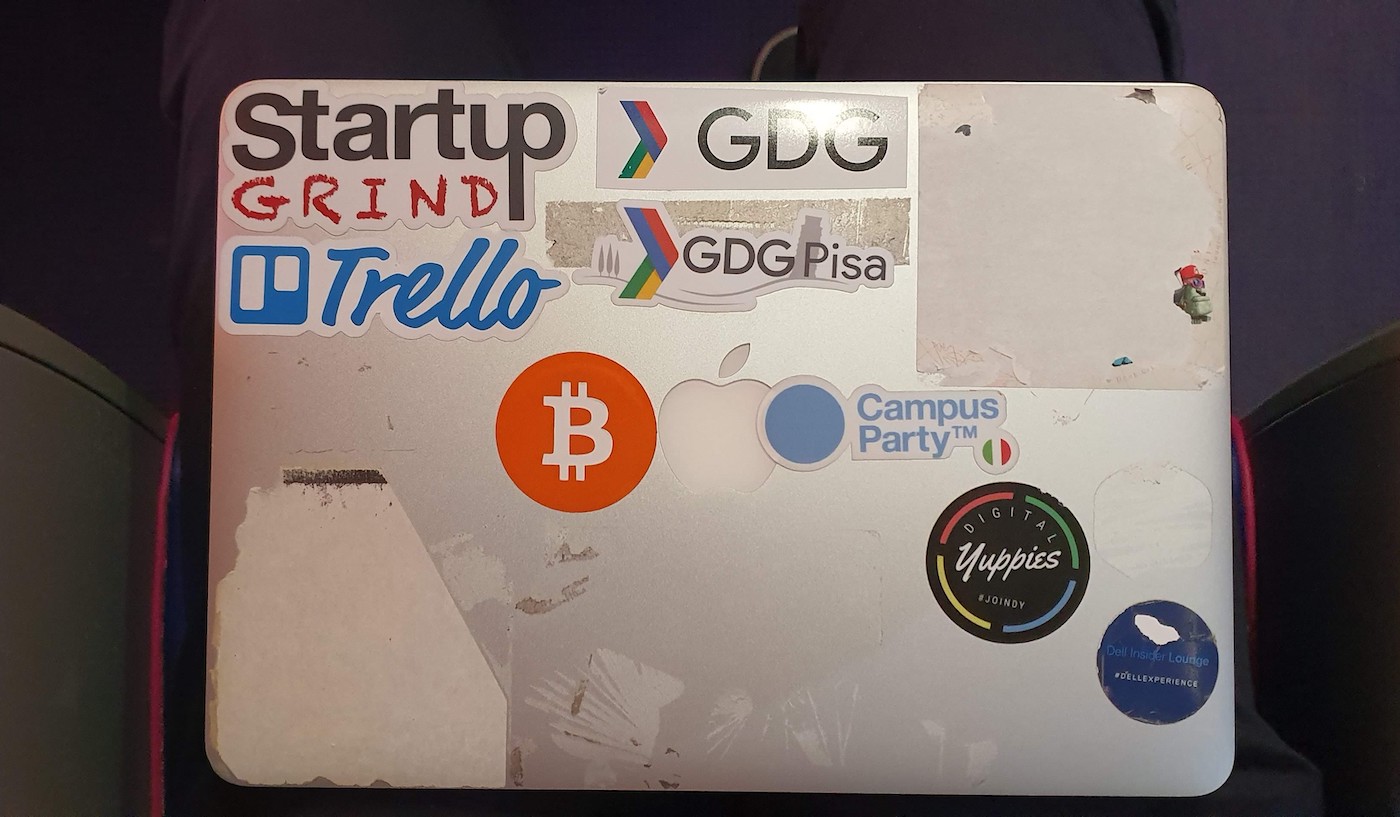 Startup
GRIND
GDG
Trello
GDG Pisa
₿
Campus
Party™
DIGITAL
Yuppies
#JOINDY
Dell Insider Lounge
#DELLEXPERIENCE